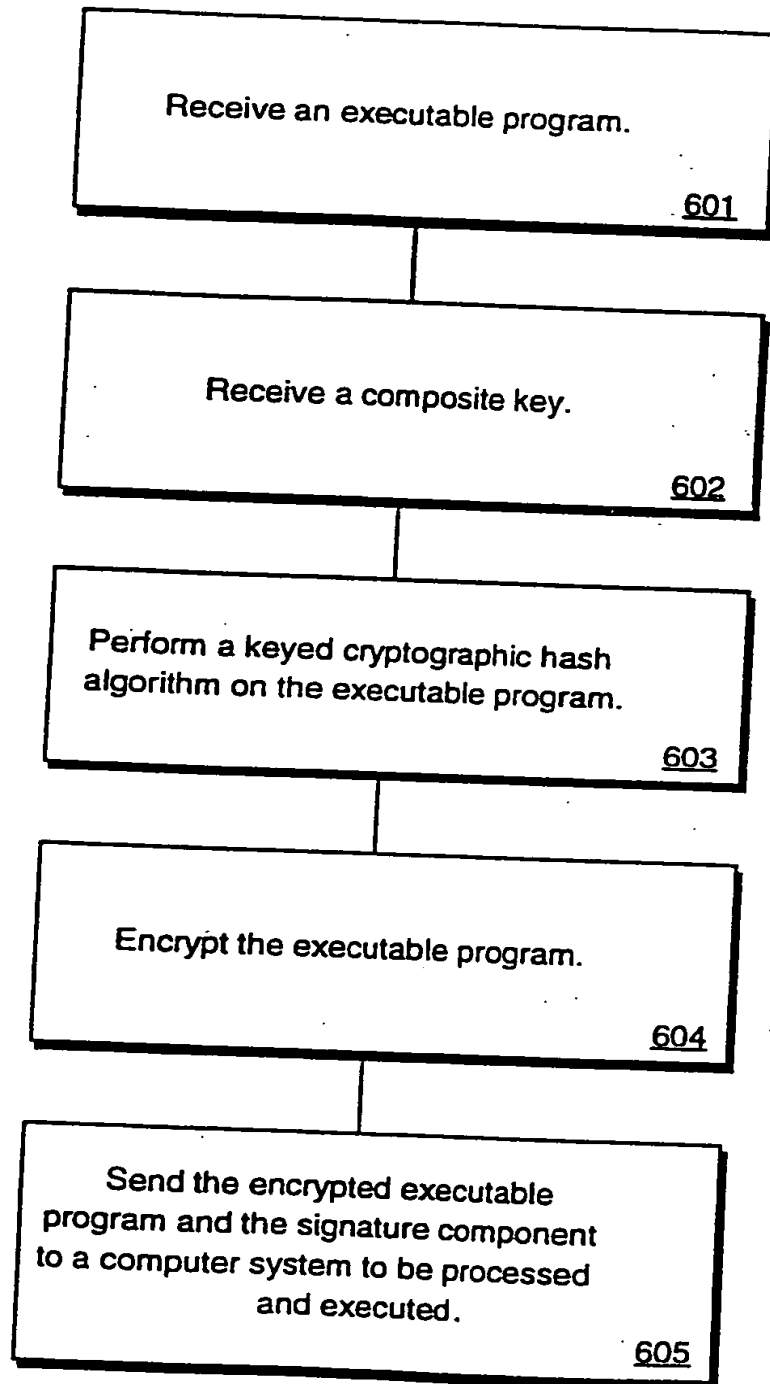 Receive an executable program.
601
Receive a composite key.
602
Perform a keyed cryptographic hash
algorithm on the executable program.
603
Encrypt the executable program.
604
Send the encrypted executable
program and the signature component
to a computer system to be processed
and executed.
605